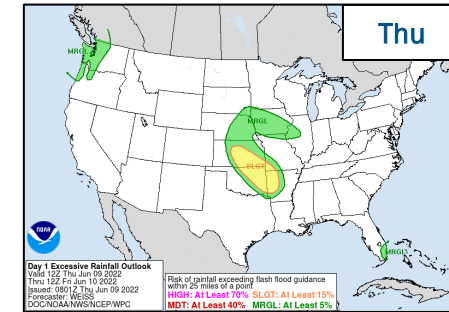 Thu
MRGL
MRGL
SLGT
MRGL
NOAA
Day 1 Excessive Rainfall Outlook
Valid 12Z Thu Jun 09 2022
Thru 12Z Fri Jun 10 2022
Issued: 0801Z Thu Jun 09 2022
Forecaster: WEISS
DOC/NOAA/NWS/NCEP/WPC
Risk of rainfall exceeding flash flood guidance
within 25 miles of a point
HIGH: At Least 70% SLGT: At Least 15%
MDT: At Least 40% MRGL: At Least 5%